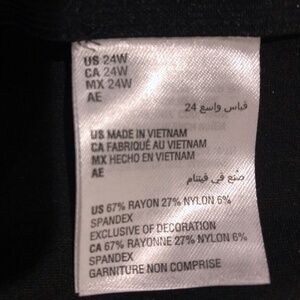 US 24W
CA 24W
MX 24W
AE
قياس واسع 24
US MADE IN VIETNAM
CA FABRIQUÉ AU VIETNAM
MX HECHO EN VIETNAM
AE
صُنع في فيتنام
US 67% RAYON 27% NYLON 6%
SPANDEX
EXCLUSIVE OF DECORATION
CA 67% RAYONNE 27% NYLON 6%
SPANDEX
GARNITURE NON COMPRISE